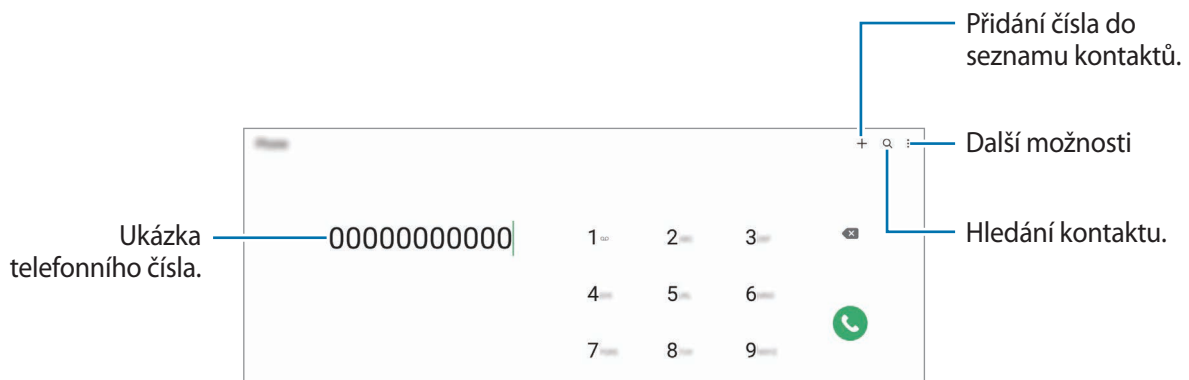 Přidání čísla do
seznamu kontaktů.
Další možnosti
Ukázka
telefonního čísla.
00000000000
1 2 3
Hledání kontaktu.
4 5 6
7 8 9